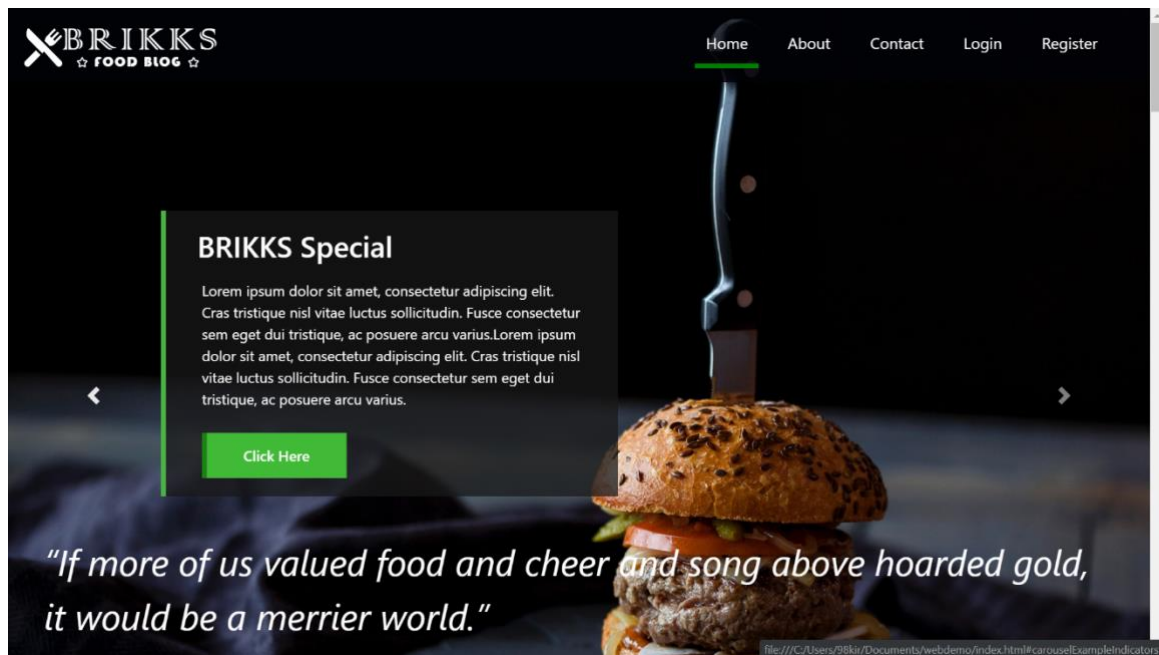 BRIKKS
☆ FOOD BLOG ☆
Home About Contact Login Register
BRIKKS Special
Lorem ipsum dolor sit amet, consectetur adipiscing elit.
Cras tristique nisl vitae luctus sollicitudin. Fusce consectetur
sem eget dui tristique, ac posuere arcu varius.Lorem ipsum
dolor sit amet, consectetur adipiscing elit. Cras tristique nisl
vitae luctus sollicitudin. Fusce consectetur sem eget dui
tristique, ac posuere arcu varius.
Click Here
“If more of us valued food and cheer and song above hoarded gold,
it would be a merrier world.”
file:///C:/Users/98kir/Documents/webdemo/index.html#carouselExampleIndicators